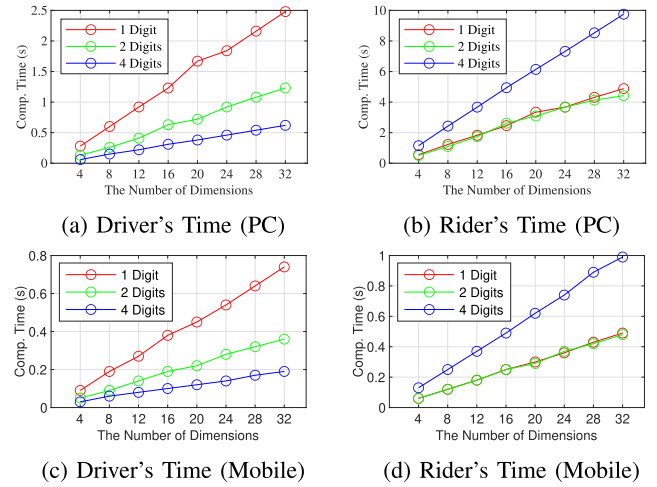 2.5
2
1.5
1
0.5
0
Comp. Time (s)
1 Digit
2 Digits
4 Digits
4 8 12 16 20 24 28 32
The Number of Dimensions
(a) Driver's Time (PC)
10
8
6
4
2
0
Comp. Time (s)
1 Digit
2 Digits
4 Digits
4 8 12 16 20 24 28 32
The Number of Dimensions
(b) Rider's Time (PC)
0.8
0.6
0.4
0.2
0
Comp. Time (s)
1 Digit
2 Digits
4 Digits
4 8 12 16 20 24 28 32
The Number of Dimensions
(c) Driver's Time (Mobile)
1
0.8
0.6
0.4
0.2
0
Comp. Time (s)
1 Digit
2 Digits
4 Digits
4 8 12 16 20 24 28 32
The Number of Dimensions
(d) Rider's Time (Mobile)